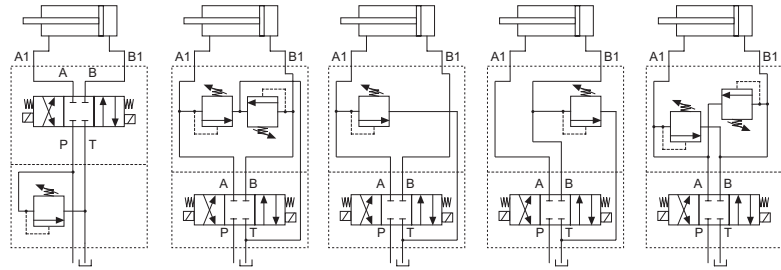 A1 B1 A1 B1 A1 B1 A1 B1 A1 B1
A B
P T
A B A B A B A B
P T P T P T P T